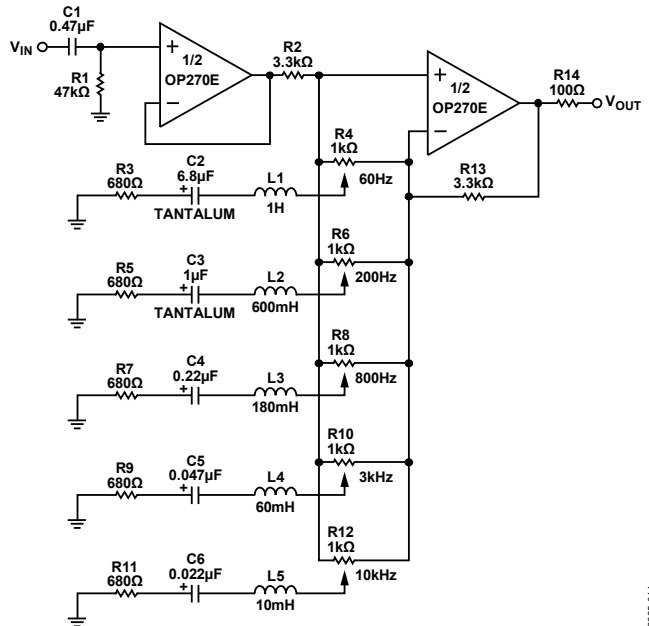 C1
0.47µF
VIN
R1
47kΩ
+
–
1/2
OP270E
R2
3.3kΩ
+
–
1/2
OP270E
R14
100Ω
VOUT
R13
3.3kΩ
R3
680Ω
C2
6.8µF
+
TANTALUM
L1
1H
R4
1kΩ
60Hz
R5
680Ω
C3
1µF
+
TANTALUM
L2
600mH
R6
1kΩ
200Hz
R7
680Ω
C4
0.22µF
+
L3
180mH
R8
1kΩ
800Hz
R9
680Ω
C5
0.047µF
+
L4
60mH
R10
1kΩ
3kHz
R11
680Ω
C6
0.022µF
+
L5
10mH
R12
1kΩ
10kHz